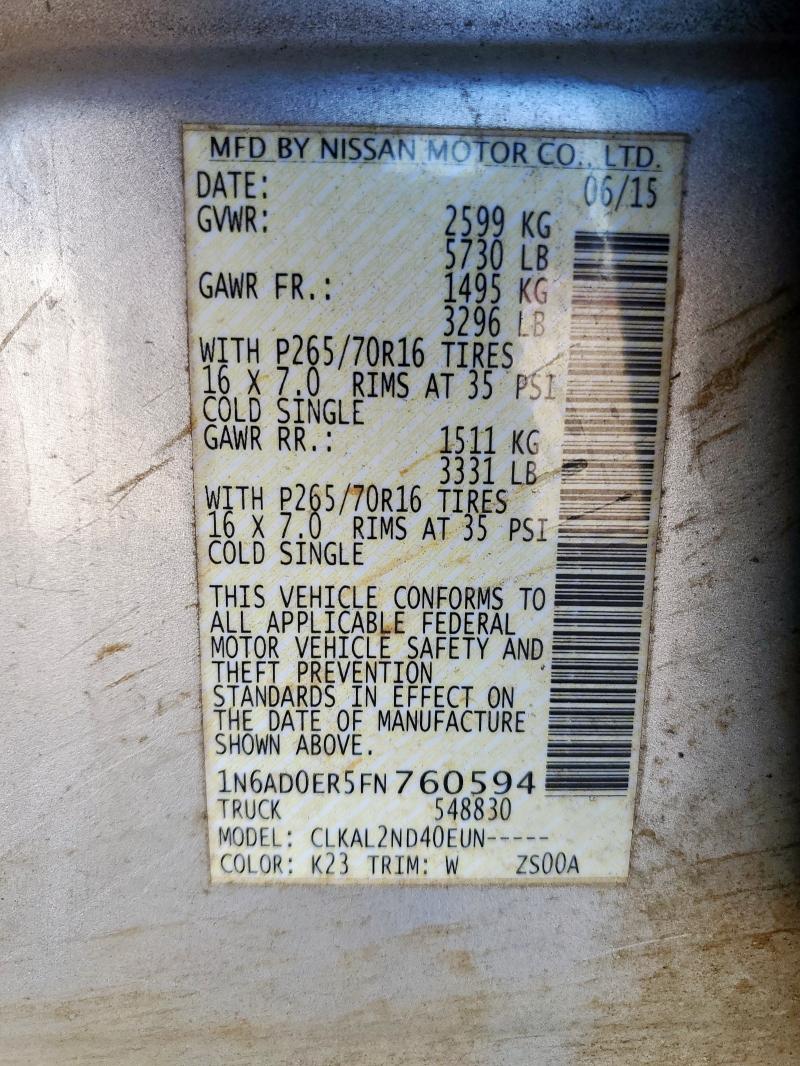 MFD BY NISSAN MOTOR CO., LTD.
DATE: 06/15
GVWR: 2599 KG
5730 LB
GAWR FR.: 1495 KG
3296 LB
WITH P265/70R16 TIRES
16 X 7.0 RIMS AT 35 PSI
COLD SINGLE
GAWR RR.: 1511 KG
3331 LB
WITH P265/70R16 TIRES
16 X 7.0 RIMS AT 35 PSI
COLD SINGLE
THIS VEHICLE CONFORMS TO
ALL APPLICABLE FEDERAL
MOTOR VEHICLE SAFETY AND
THEFT PREVENTION
STANDARDS IN EFFECT ON
THE DATE OF MANUFACTURE
SHOWN ABOVE.
1N6AD0ER5FN760594
TRUCK 548830
MODEL: CLKAL2ND40EUN-----
COLOR: K23 TRIM: W ZS00A